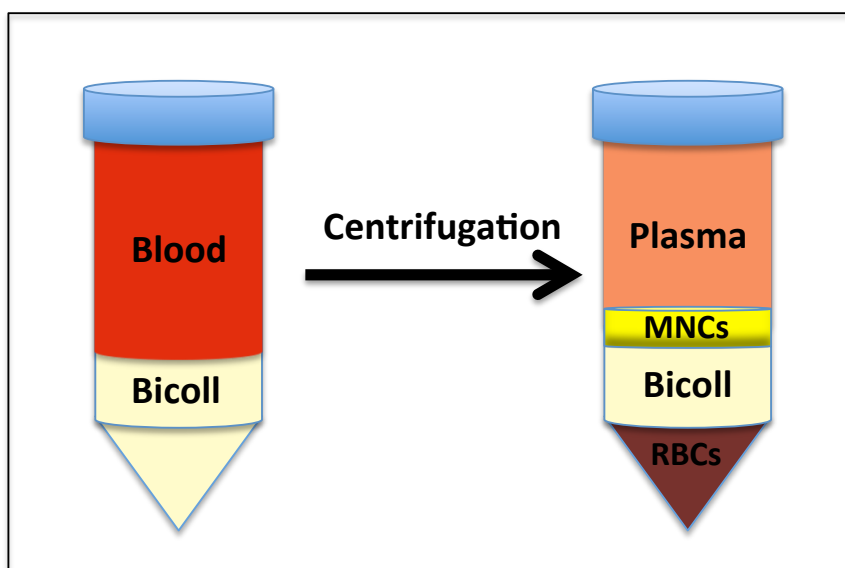 Blood
Bicoll
Centrifugation
Plasma
MNCs
Bicoll
RBCs